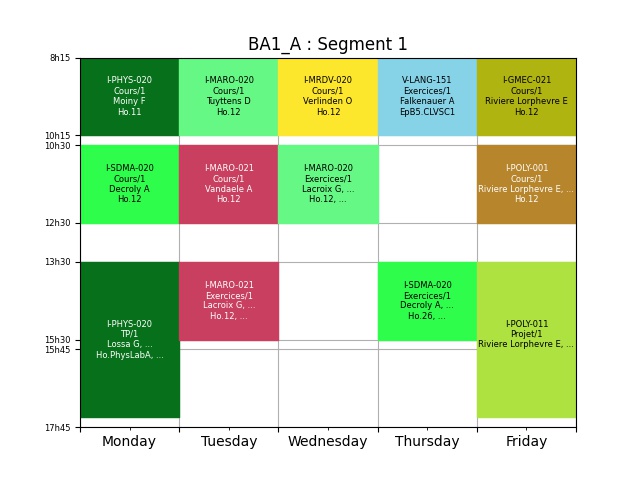 BA1_A : Segment 1
8h15
I-PHYS-020
Cours/1
Moiny F
Ho.11
I-MARO-020
Cours/1
Tuyttens D
Ho.12
I-MRDV-020
Cours/1
Verlinden O
Ho.12
V-LANG-151
Exercices/1
Falkenauer A
EpB5.CLVSC1
I-GMEC-021
Cours/1
Riviere Lorphevre E
Ho.12
10h15
10h30
I-SDMA-020
Cours/1
Decroly A
Ho.12
I-MARO-021
Cours/1
Vandaele A
Ho.12
I-MARO-020
Exercices/1
Lacroix G, ...
Ho.12, ...
I-POLY-001
Cours/1
Riviere Lorphevre E, ...
Ho.12
12h30
13h30
I-PHYS-020
TP/1
Lossa G, ...
Ho.PhysLabA, ...
I-MARO-021
Exercices/1
Lacroix G, ...
Ho.12, ...
I-SDMA-020
Exercices/1
Decroly A, ...
Ho.26, ...
I-POLY-011
Projet/1
Riviere Lorphevre E, ...
15h30
15h45
17h45
Monday
Tuesday
Wednesday
Thursday
Friday